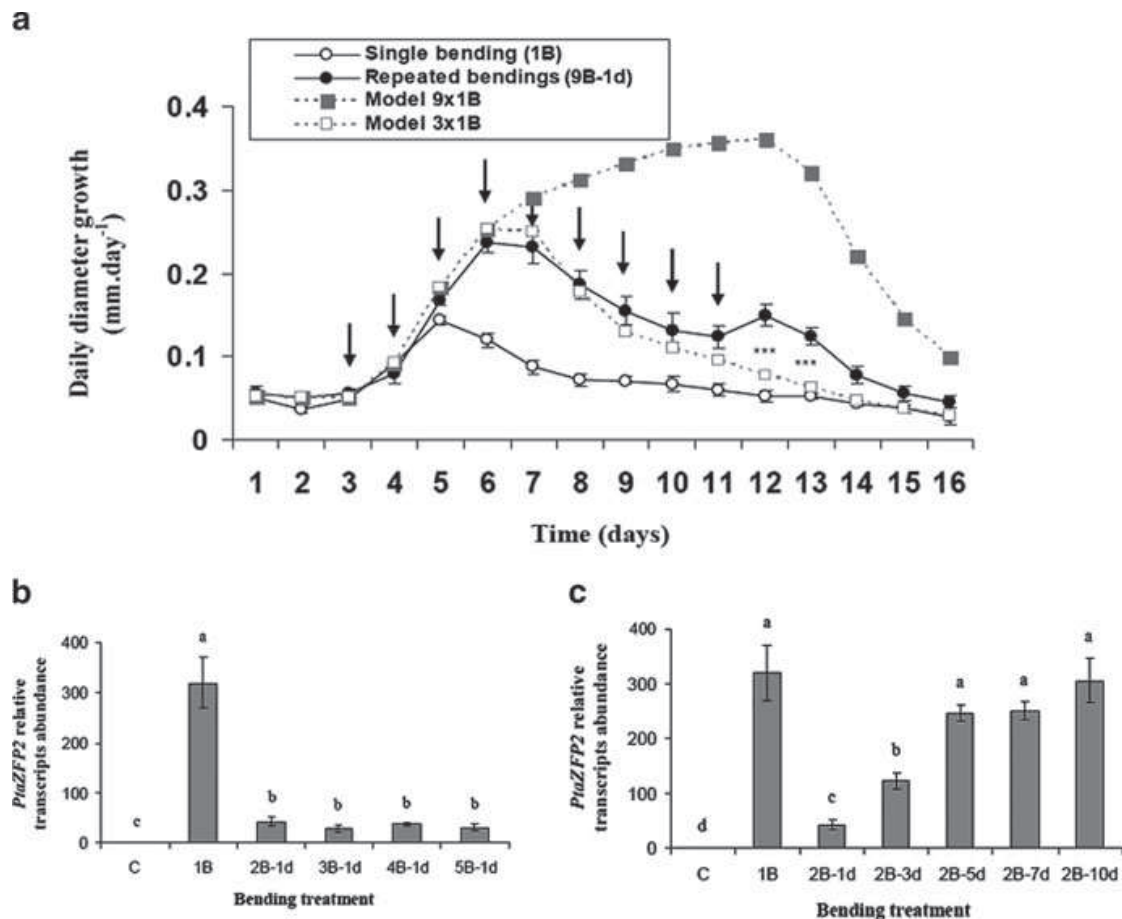 a
Single bending (1B)
Repeated bendings (9B-1d)
Model 9x1B
Model 3x1B
Daily diameter growth
(mm.day-1)
0.4
0.3
0.2
0.1
0
*** ***
1 2 3 4 5 6 7 8 9 10 11 12 13 14 15 16
Time (days)
b
PtaZFP2 relative
transcripts abundance
400
300
200
100
0
c a b b b b
C 1B 2B-1d 3B-1d 4B-1d 5B-1d
Bending treatment
c
PtaZFP2 relative
transcripts abundance
400
300
200
100
0
d a c b a a a
C 1B 2B-1d 2B-3d 2B-5d 2B-7d 2B-10d
Bending treatment